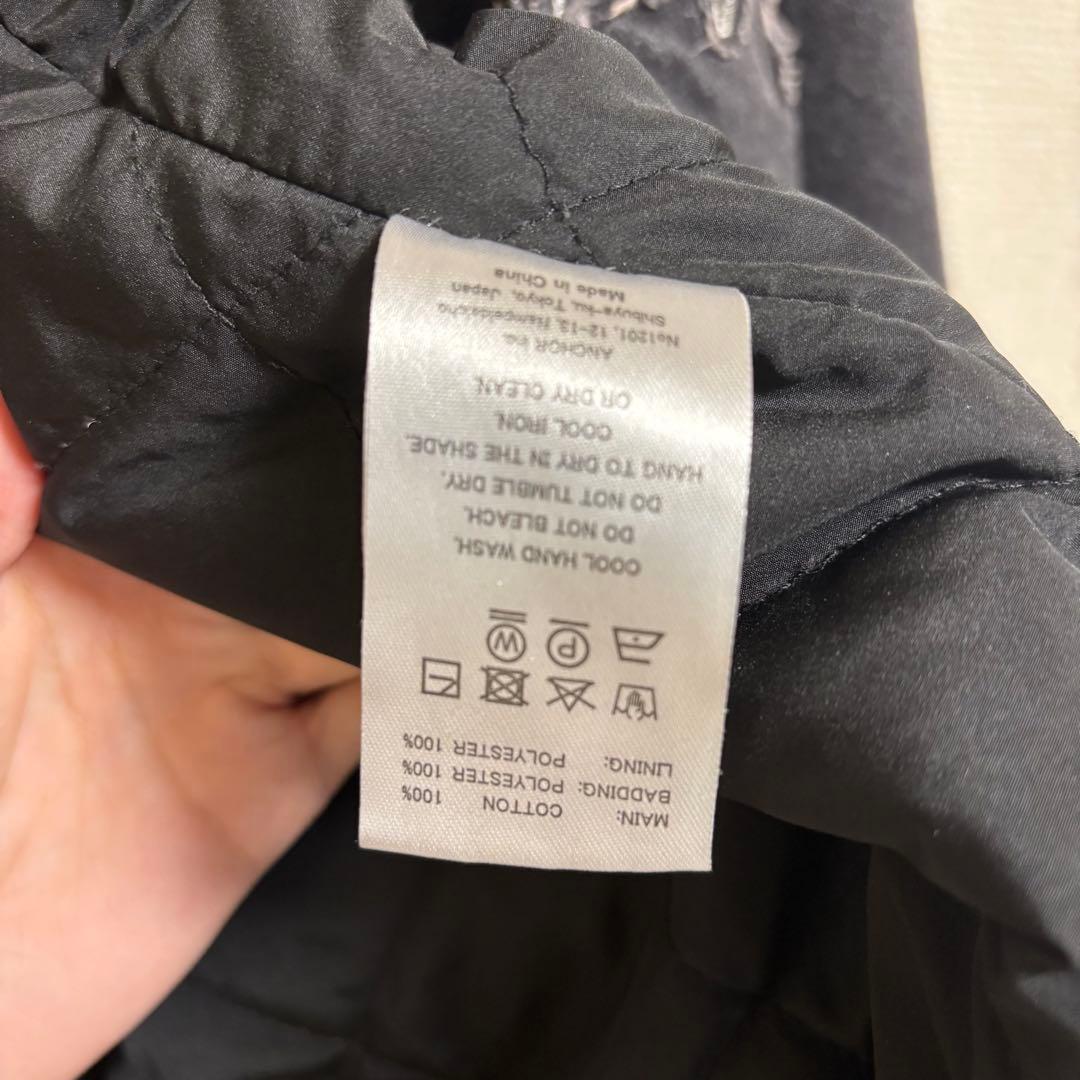 MAIN: COTTON 100%
BADDING: POLYESTER 100%
LINING: POLYESTER 100%
P W
COOL HAND WASH.
DO NOT BLEACH.
DO NOT TUMBLE DRY.
HANG TO DRY IN THE SHADE.
COOL IRON.
OR DRY CLEAN.
ANCHOR Inc.
No1201, 12-13,
Shibuya-ku, Tokyo, Japan
Made in China